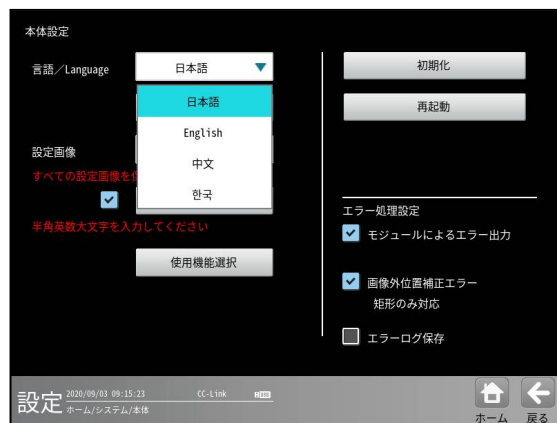 本体設定
言語／Language
日本語
日本語
English
中文
한국
設定画像
すべての設定画像を
半角英数大文字を入力してください
使用機能選択
初期化
再起動
エラー処理設定
モジュールによるエラー出力
画像外位置補正エラー
矩形のみ対応
エラーログ保存
設定
2020/09/03 09:15:23
CC-Link
ホーム/システム/本体
ホーム
戻る